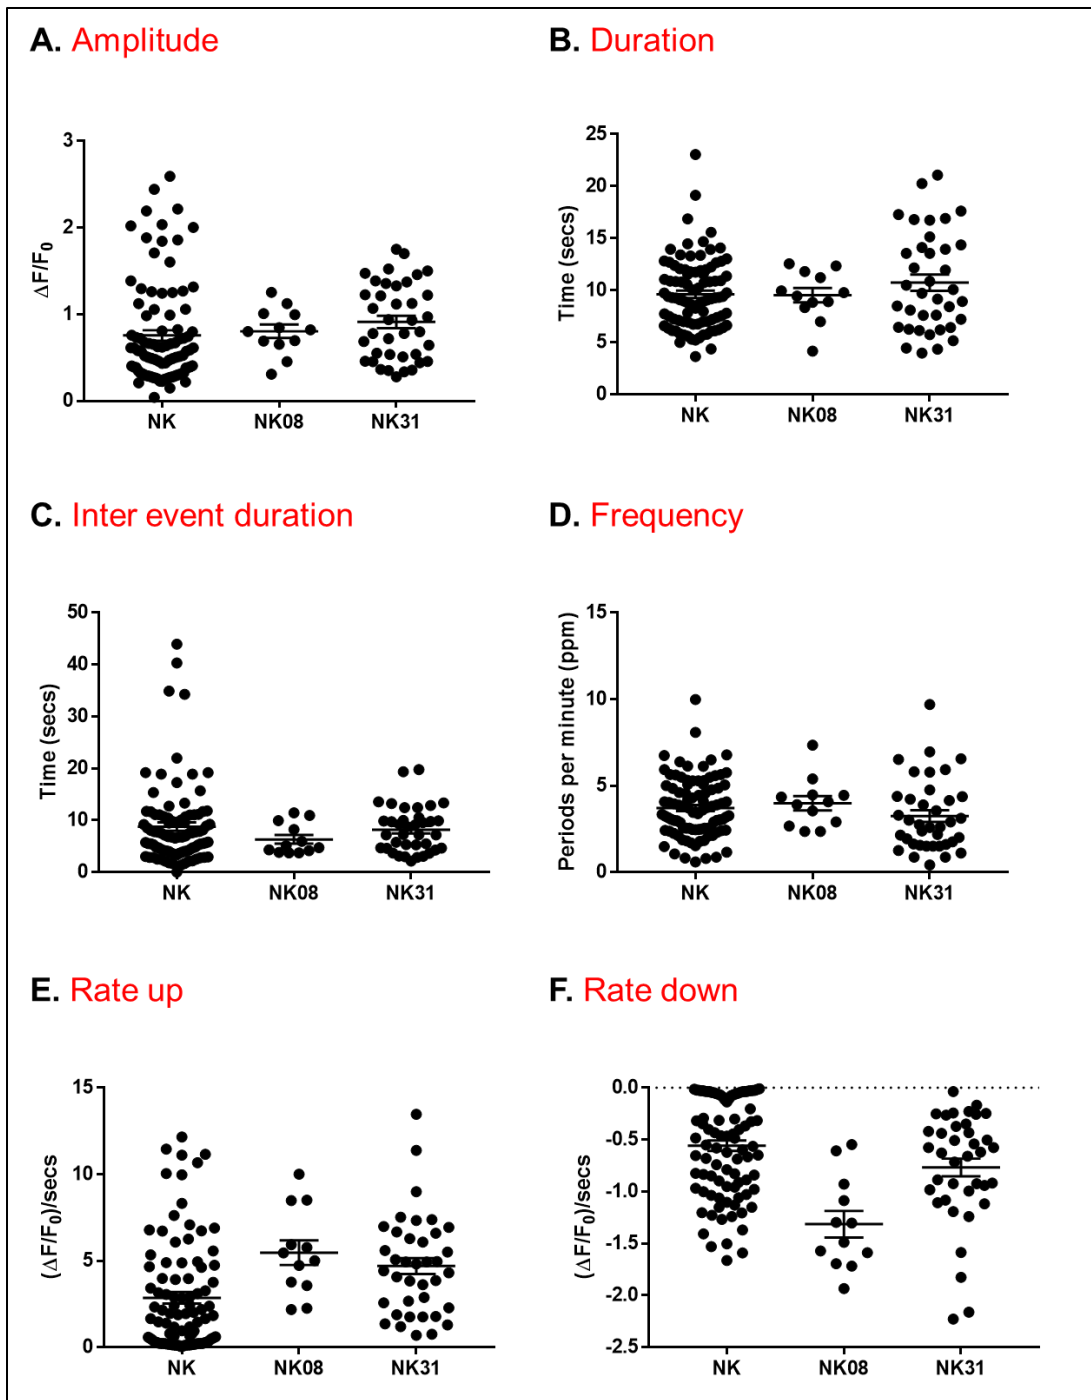 A. Amplitude
B. Duration
ΔF/F0
3
2
1
0
NK NK08 NK31
Time (secs)
25
20
15
10
5
0
NK NK08 NK31
C. Inter event duration
D. Frequency
Time (secs)
50
40
30
20
10
0
NK NK08 NK31
Periods per minute (ppm)
15
10
5
0
NK NK08 NK31
E. Rate up
F. Rate down
(ΔF/F0)/secs
15
10
5
0
NK NK08 NK31
(ΔF/F0)/secs
0.0
-0.5
-1.0
-1.5
-2.0
-2.5
NK NK08 NK31